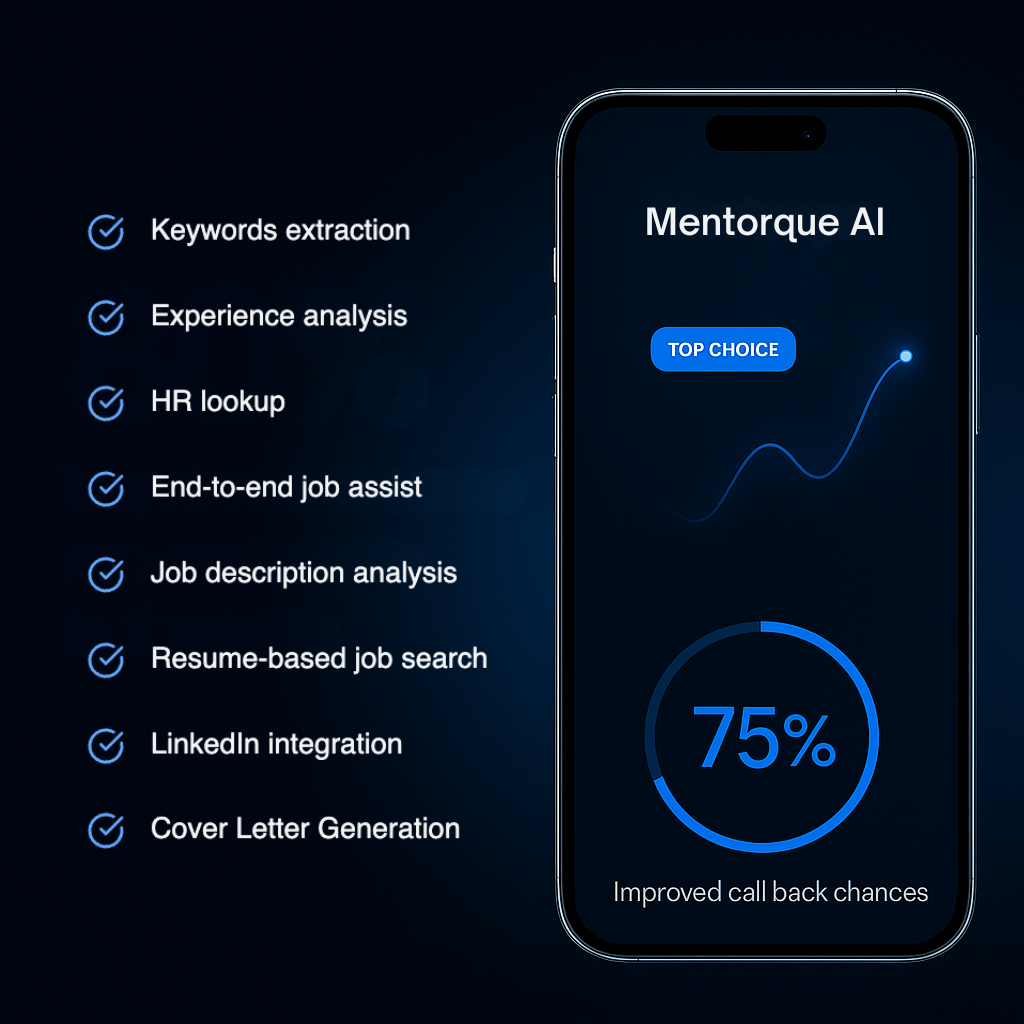 Keywords extraction
Experience analysis
HR lookup
End-to-end job assist
Job description analysis
Resume-based job search
LinkedIn integration
Cover Letter Generation
Mentorque AI
TOP CHOICE
75%
Improved call back chances